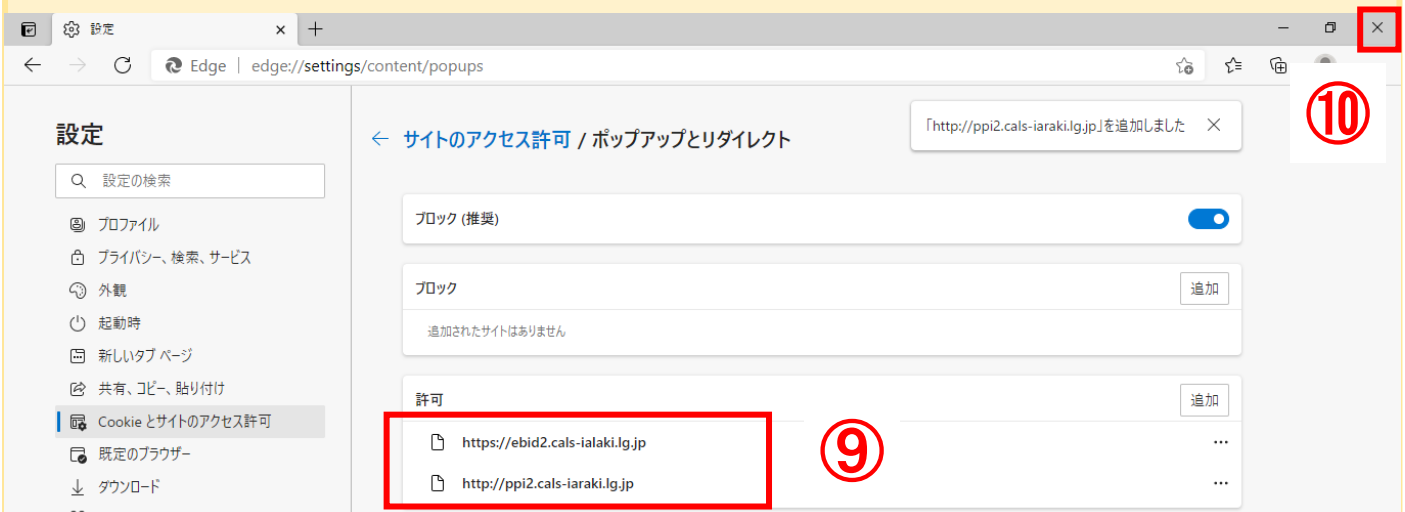 設定
Edge | edge://settings/content/popups
⑩
設定
設定の検索
プロファイル
プライバシー、検索、サービス
外観
起動時
新しいタブ ページ
共有、コピー、貼り付け
Cookie とサイトのアクセス許可
既定のブラウザー
ダウンロード
サイトのアクセス許可 / ポップアップとリダイレクト
「http://ppi2.cals-iaraki.lg.jp」を追加しました
ブロック (推奨)
ブロック
追加
追加されたサイトはありません
許可
追加
https://ebid2.cals-ialaki.lg.jp
http://ppi2.cals-iaraki.lg.jp
⑨